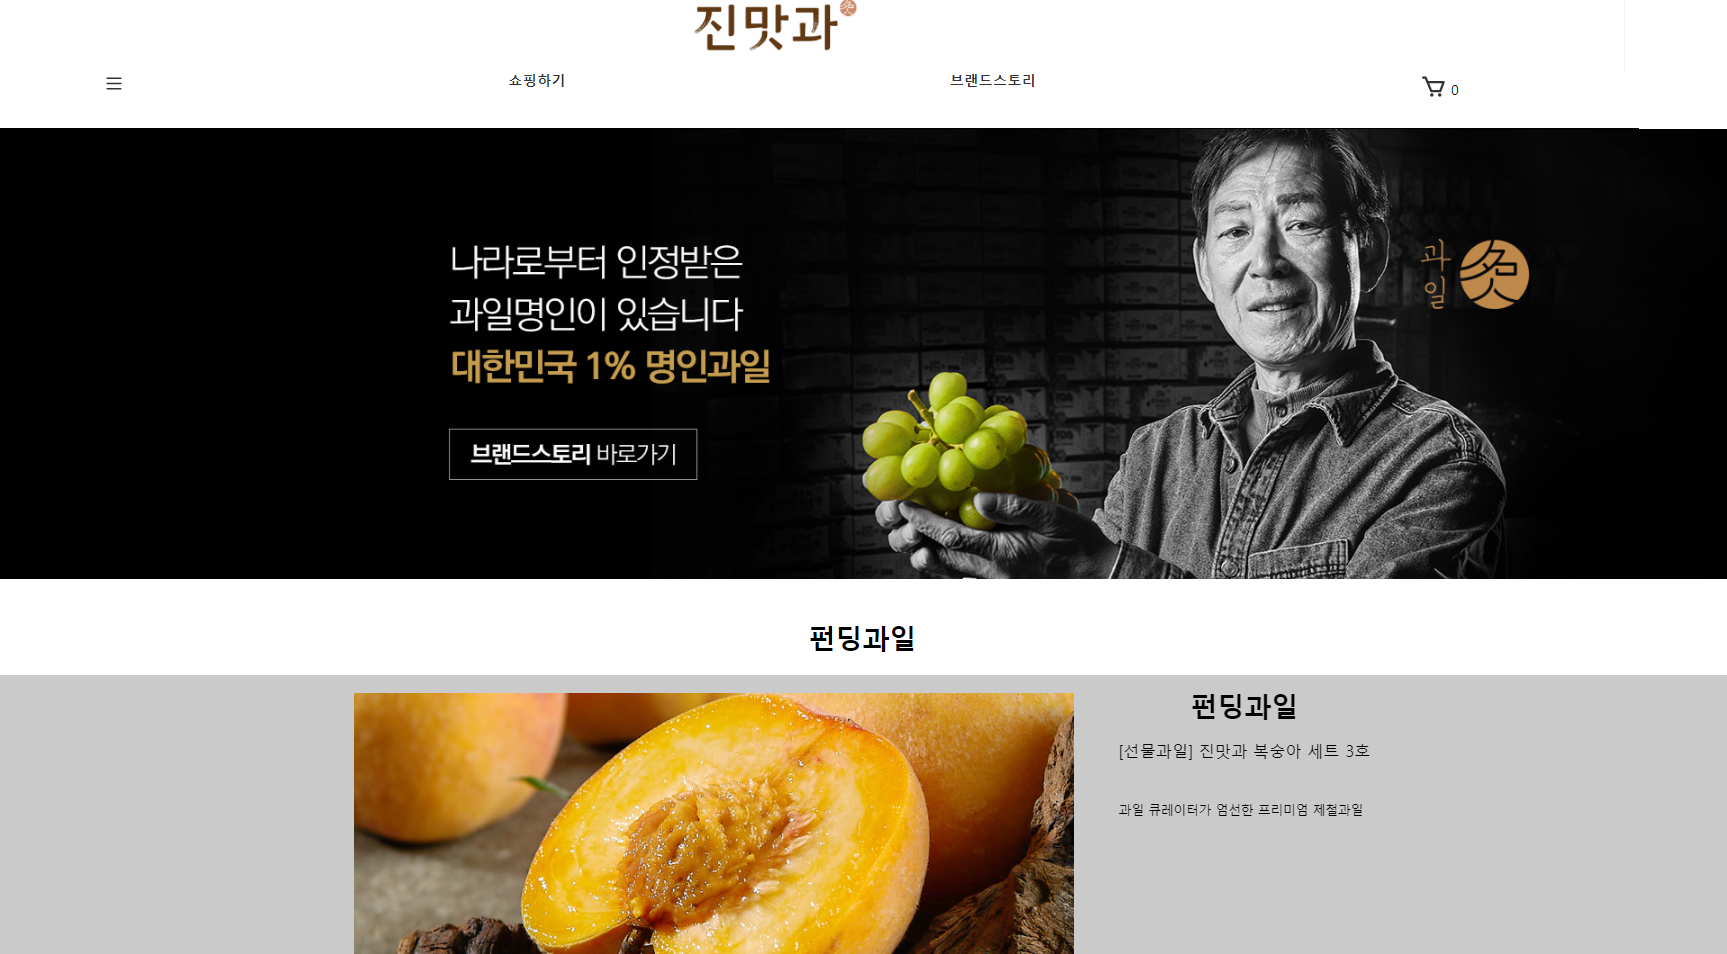 진맛과
쇼핑하기
브랜드스토리
0
나라로부터 인정받은
과일명인이 있습니다
대한민국 1% 명인과일
브랜드스토리 바로가기
과일
펀딩과일
펀딩과일
[선물과일] 진맛과 복숭아 세트 3호
과일 큐레이터가 엄선한 프리미엄 제철과일